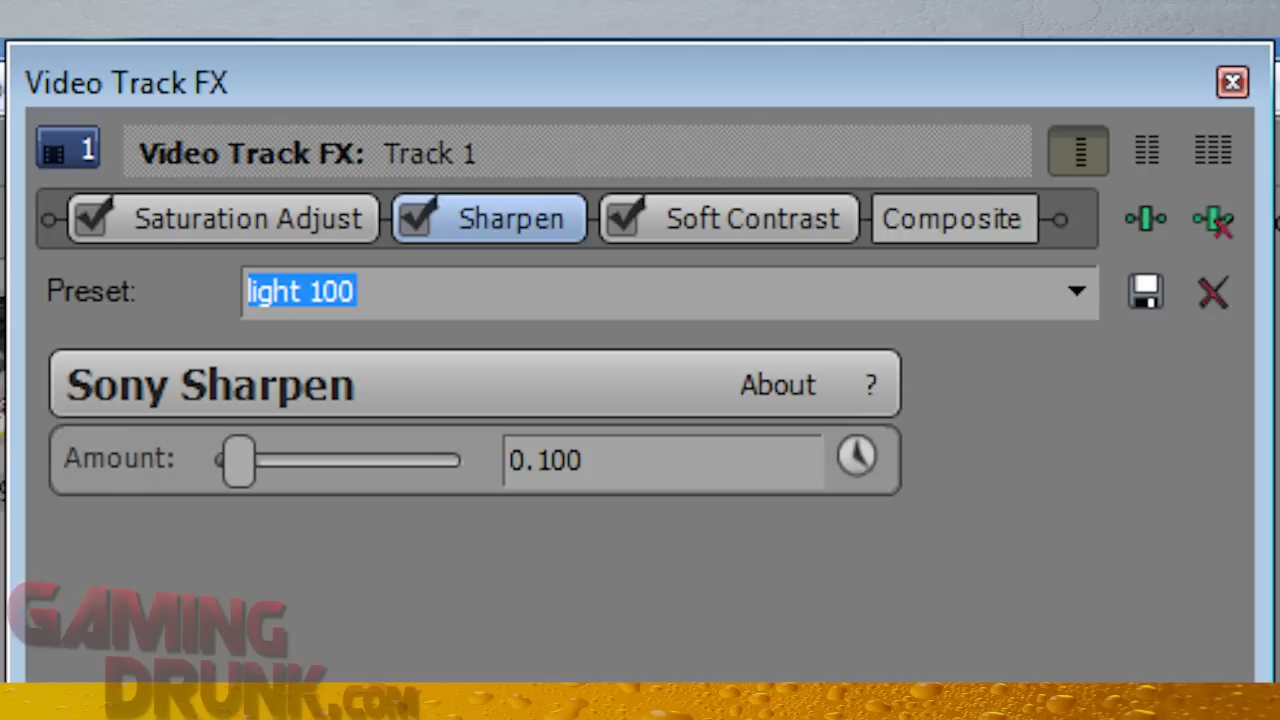 Video Track FX
1 Video Track FX: Track 1
Saturation Adjust Sharpen Soft Contrast Composite
Preset: light 100
Sony Sharpen About ?
Amount: 0.100
GAMING
DRUNK.COM